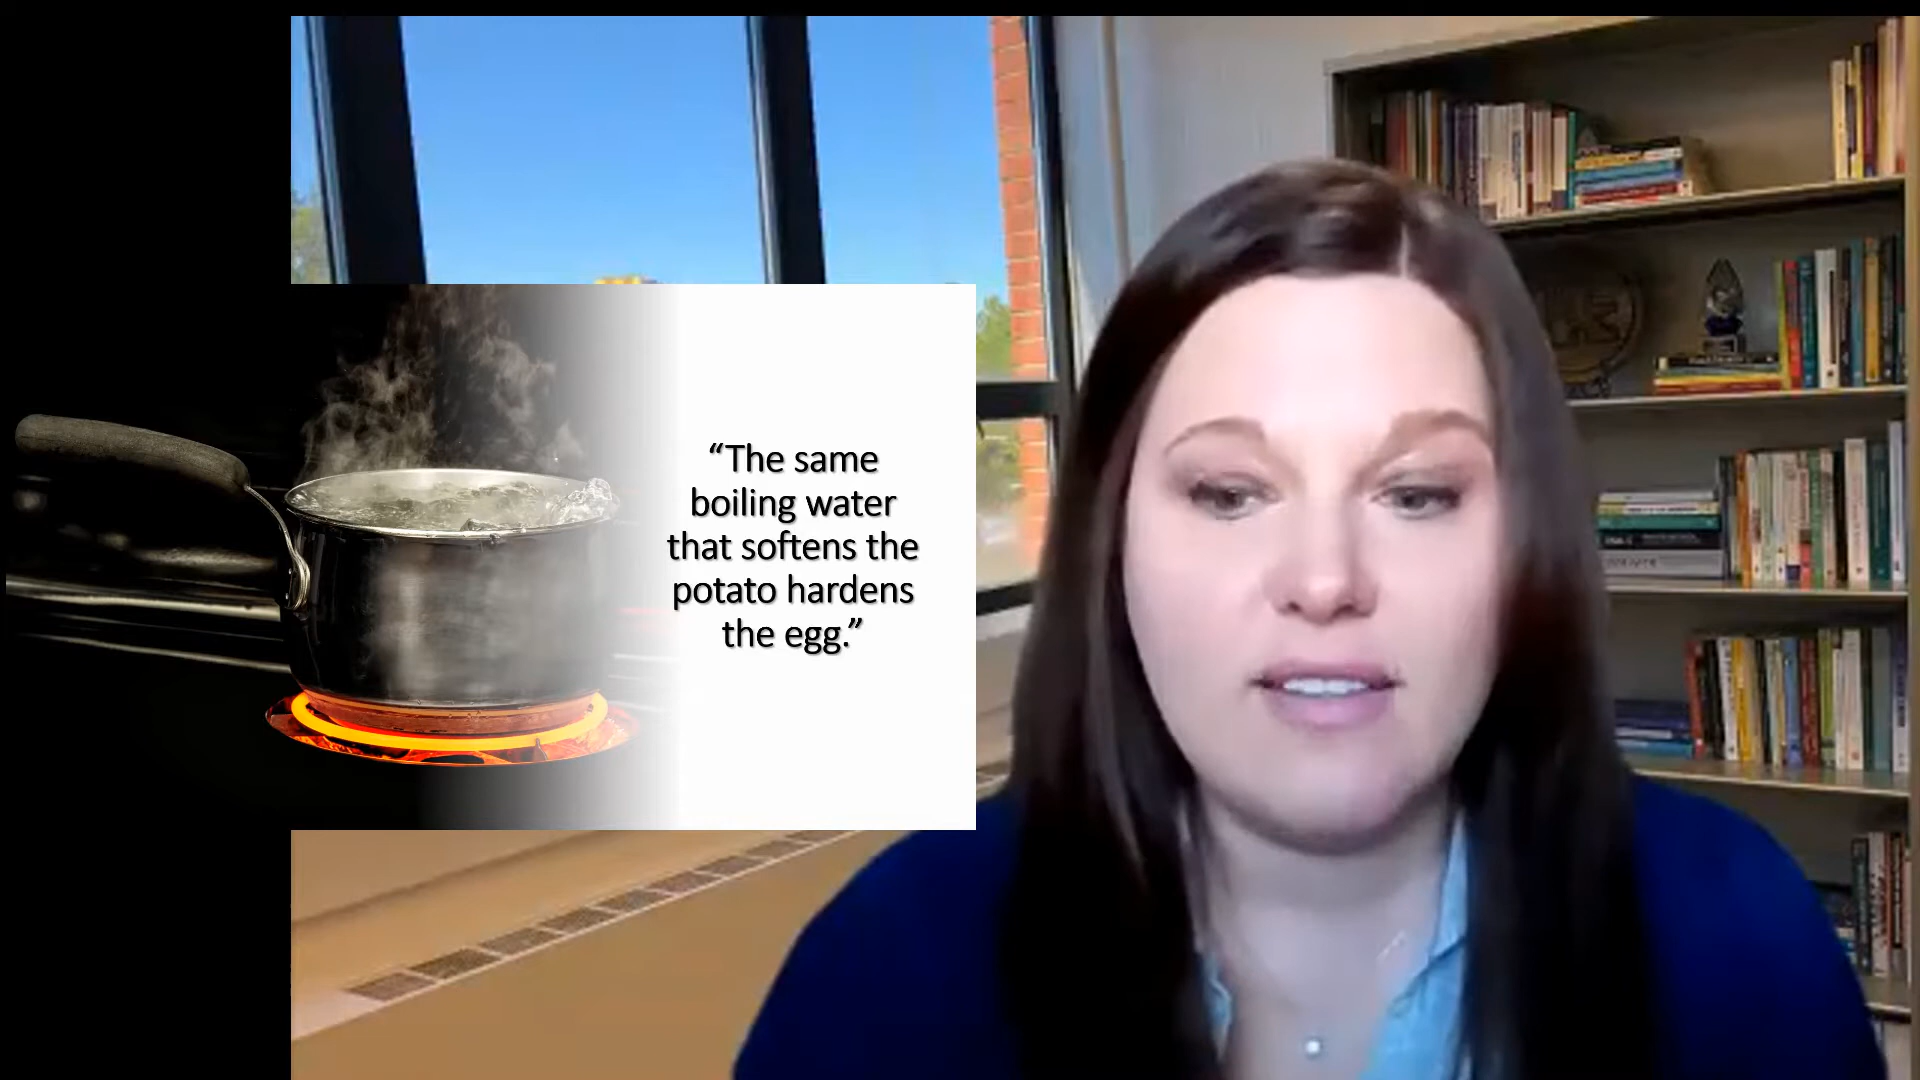 “The same
boiling water
that softens the
potato hardens
the egg.”